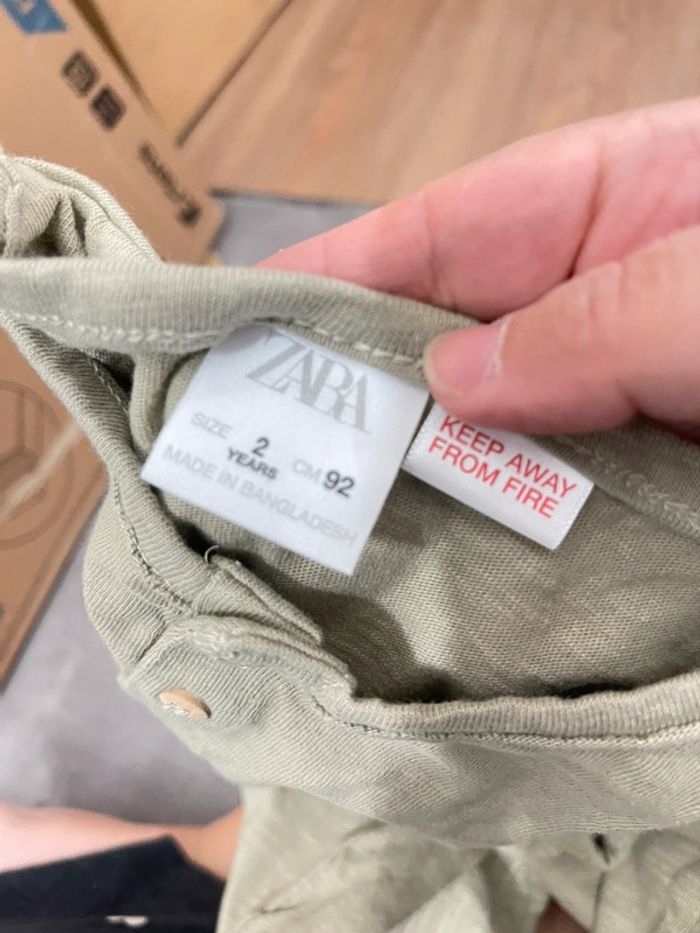 ZARA
SIZE 2 YEARS CM 92
MADE IN BANGLADESH
KEEP AWAY
FROM FIRE